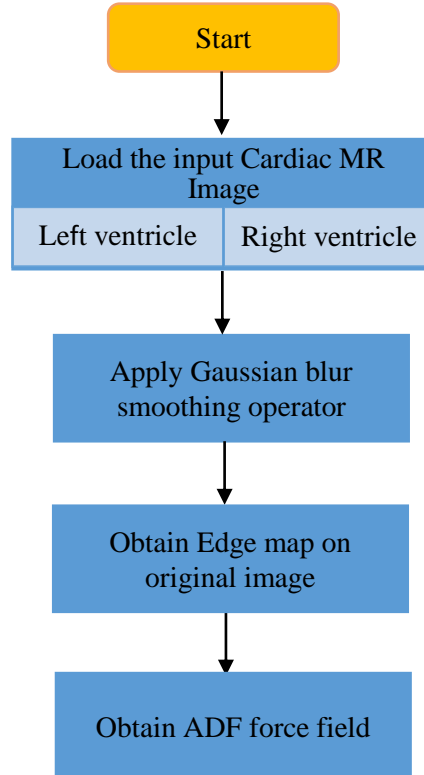 Start
Load the input Cardiac MR
Image
Left ventricle
Right ventricle
Apply Gaussian blur
smoothing operator
Obtain Edge map on
original image
Obtain ADF force field